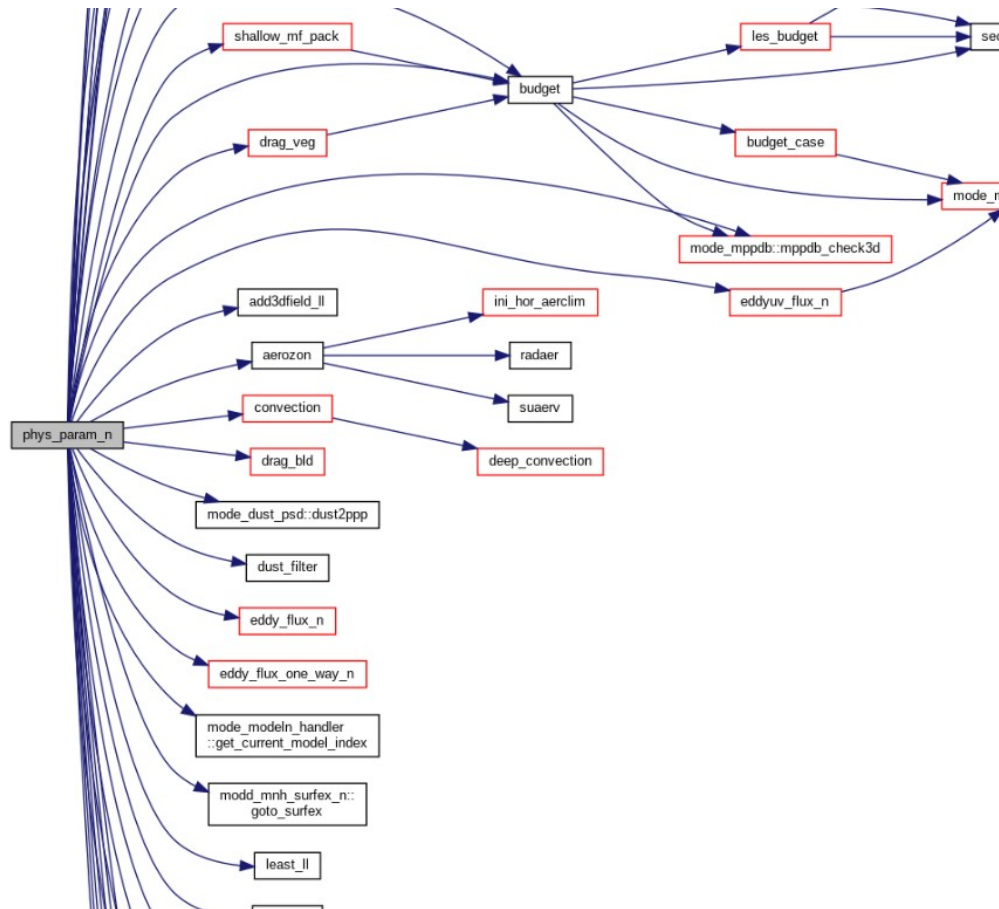 shallow_mf_pack
les_budget
budget
drag_veg
budget_case
mode_mppdb::mppdb_check3d
add3dfield_ll
ini_hor_aerclim
eddyuv_flux_n
aerozon
radaer
convection
suaerv
phys_param_n
drag_bld
deep_convection
mode_dust_psd::dust2ppp
dust_filter
eddy_flux_n
eddy_flux_one_way_n
mode_modeln_handler
::get_current_model_index
modd_mnh_surfex_n::
goto_surfex
least_ll